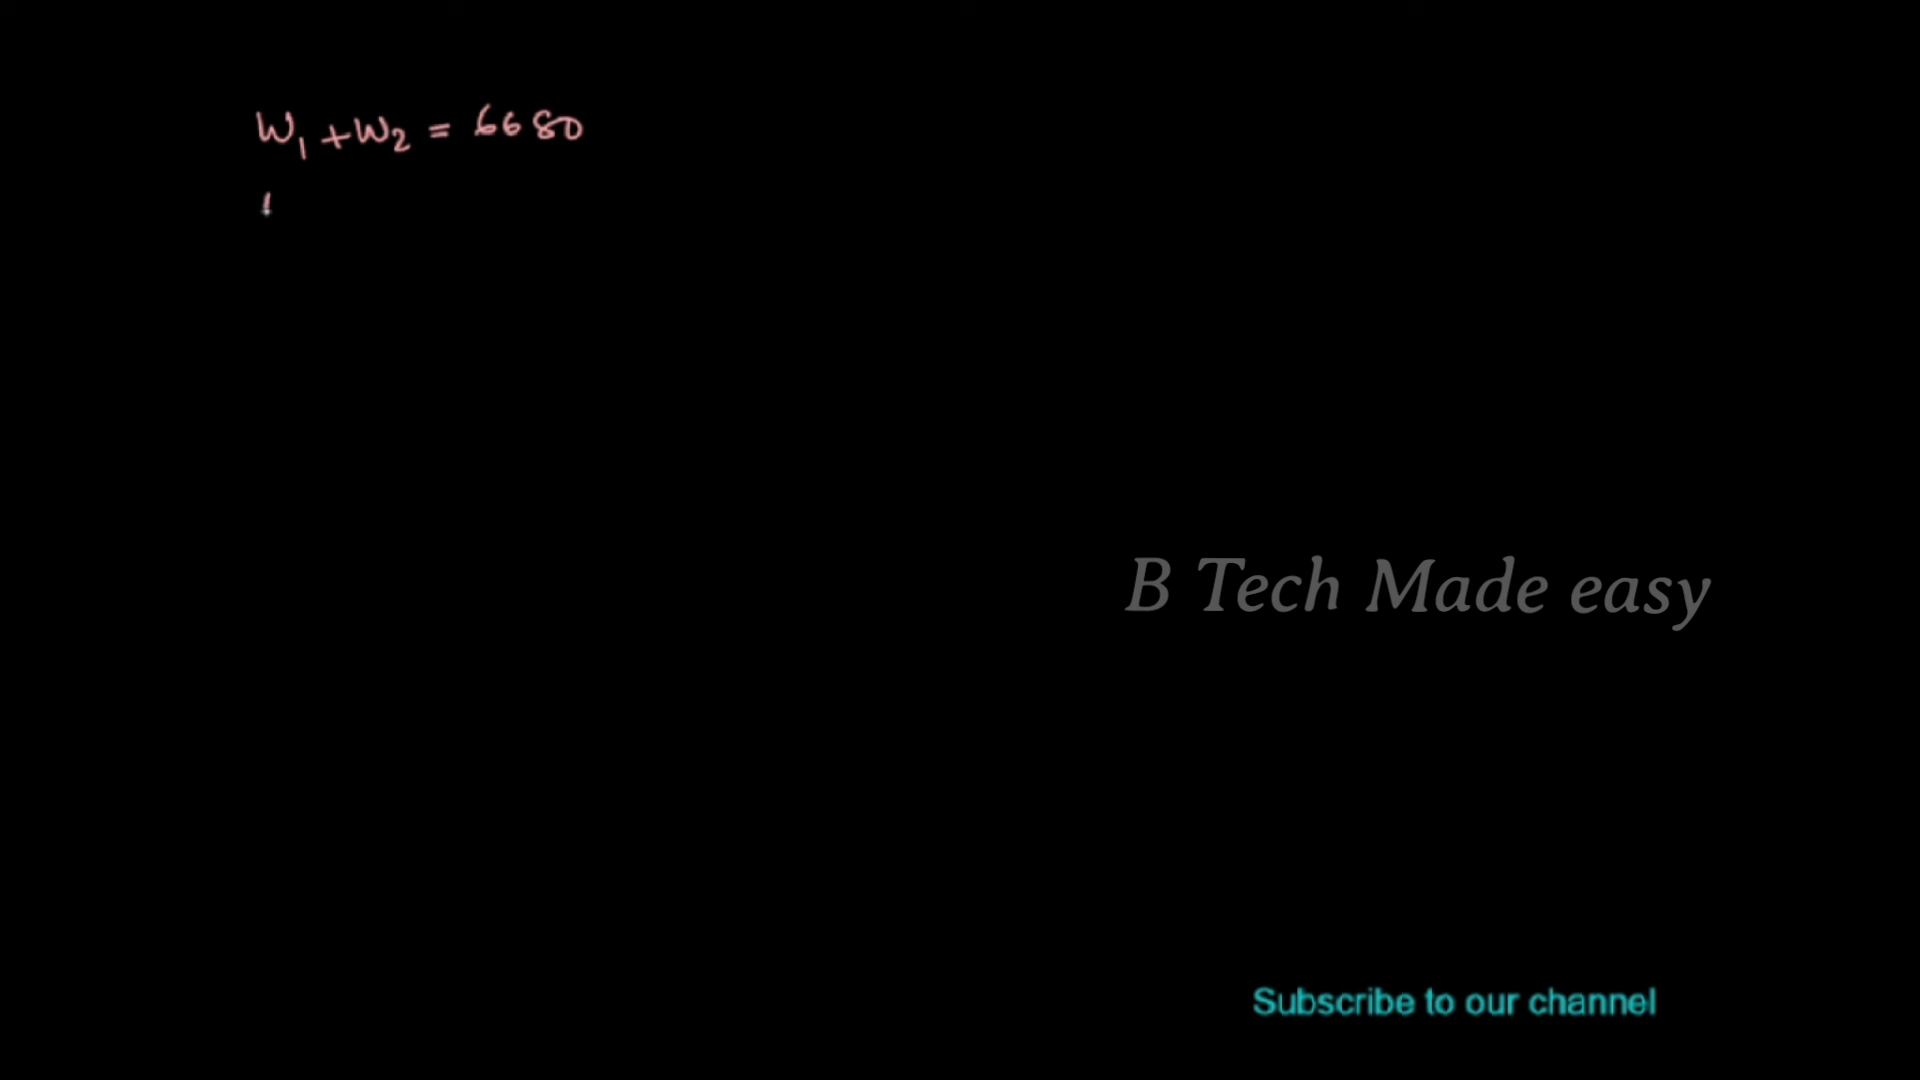 W₁ + W₂ = 6680
B Tech Made easy
Subscribe to our channel